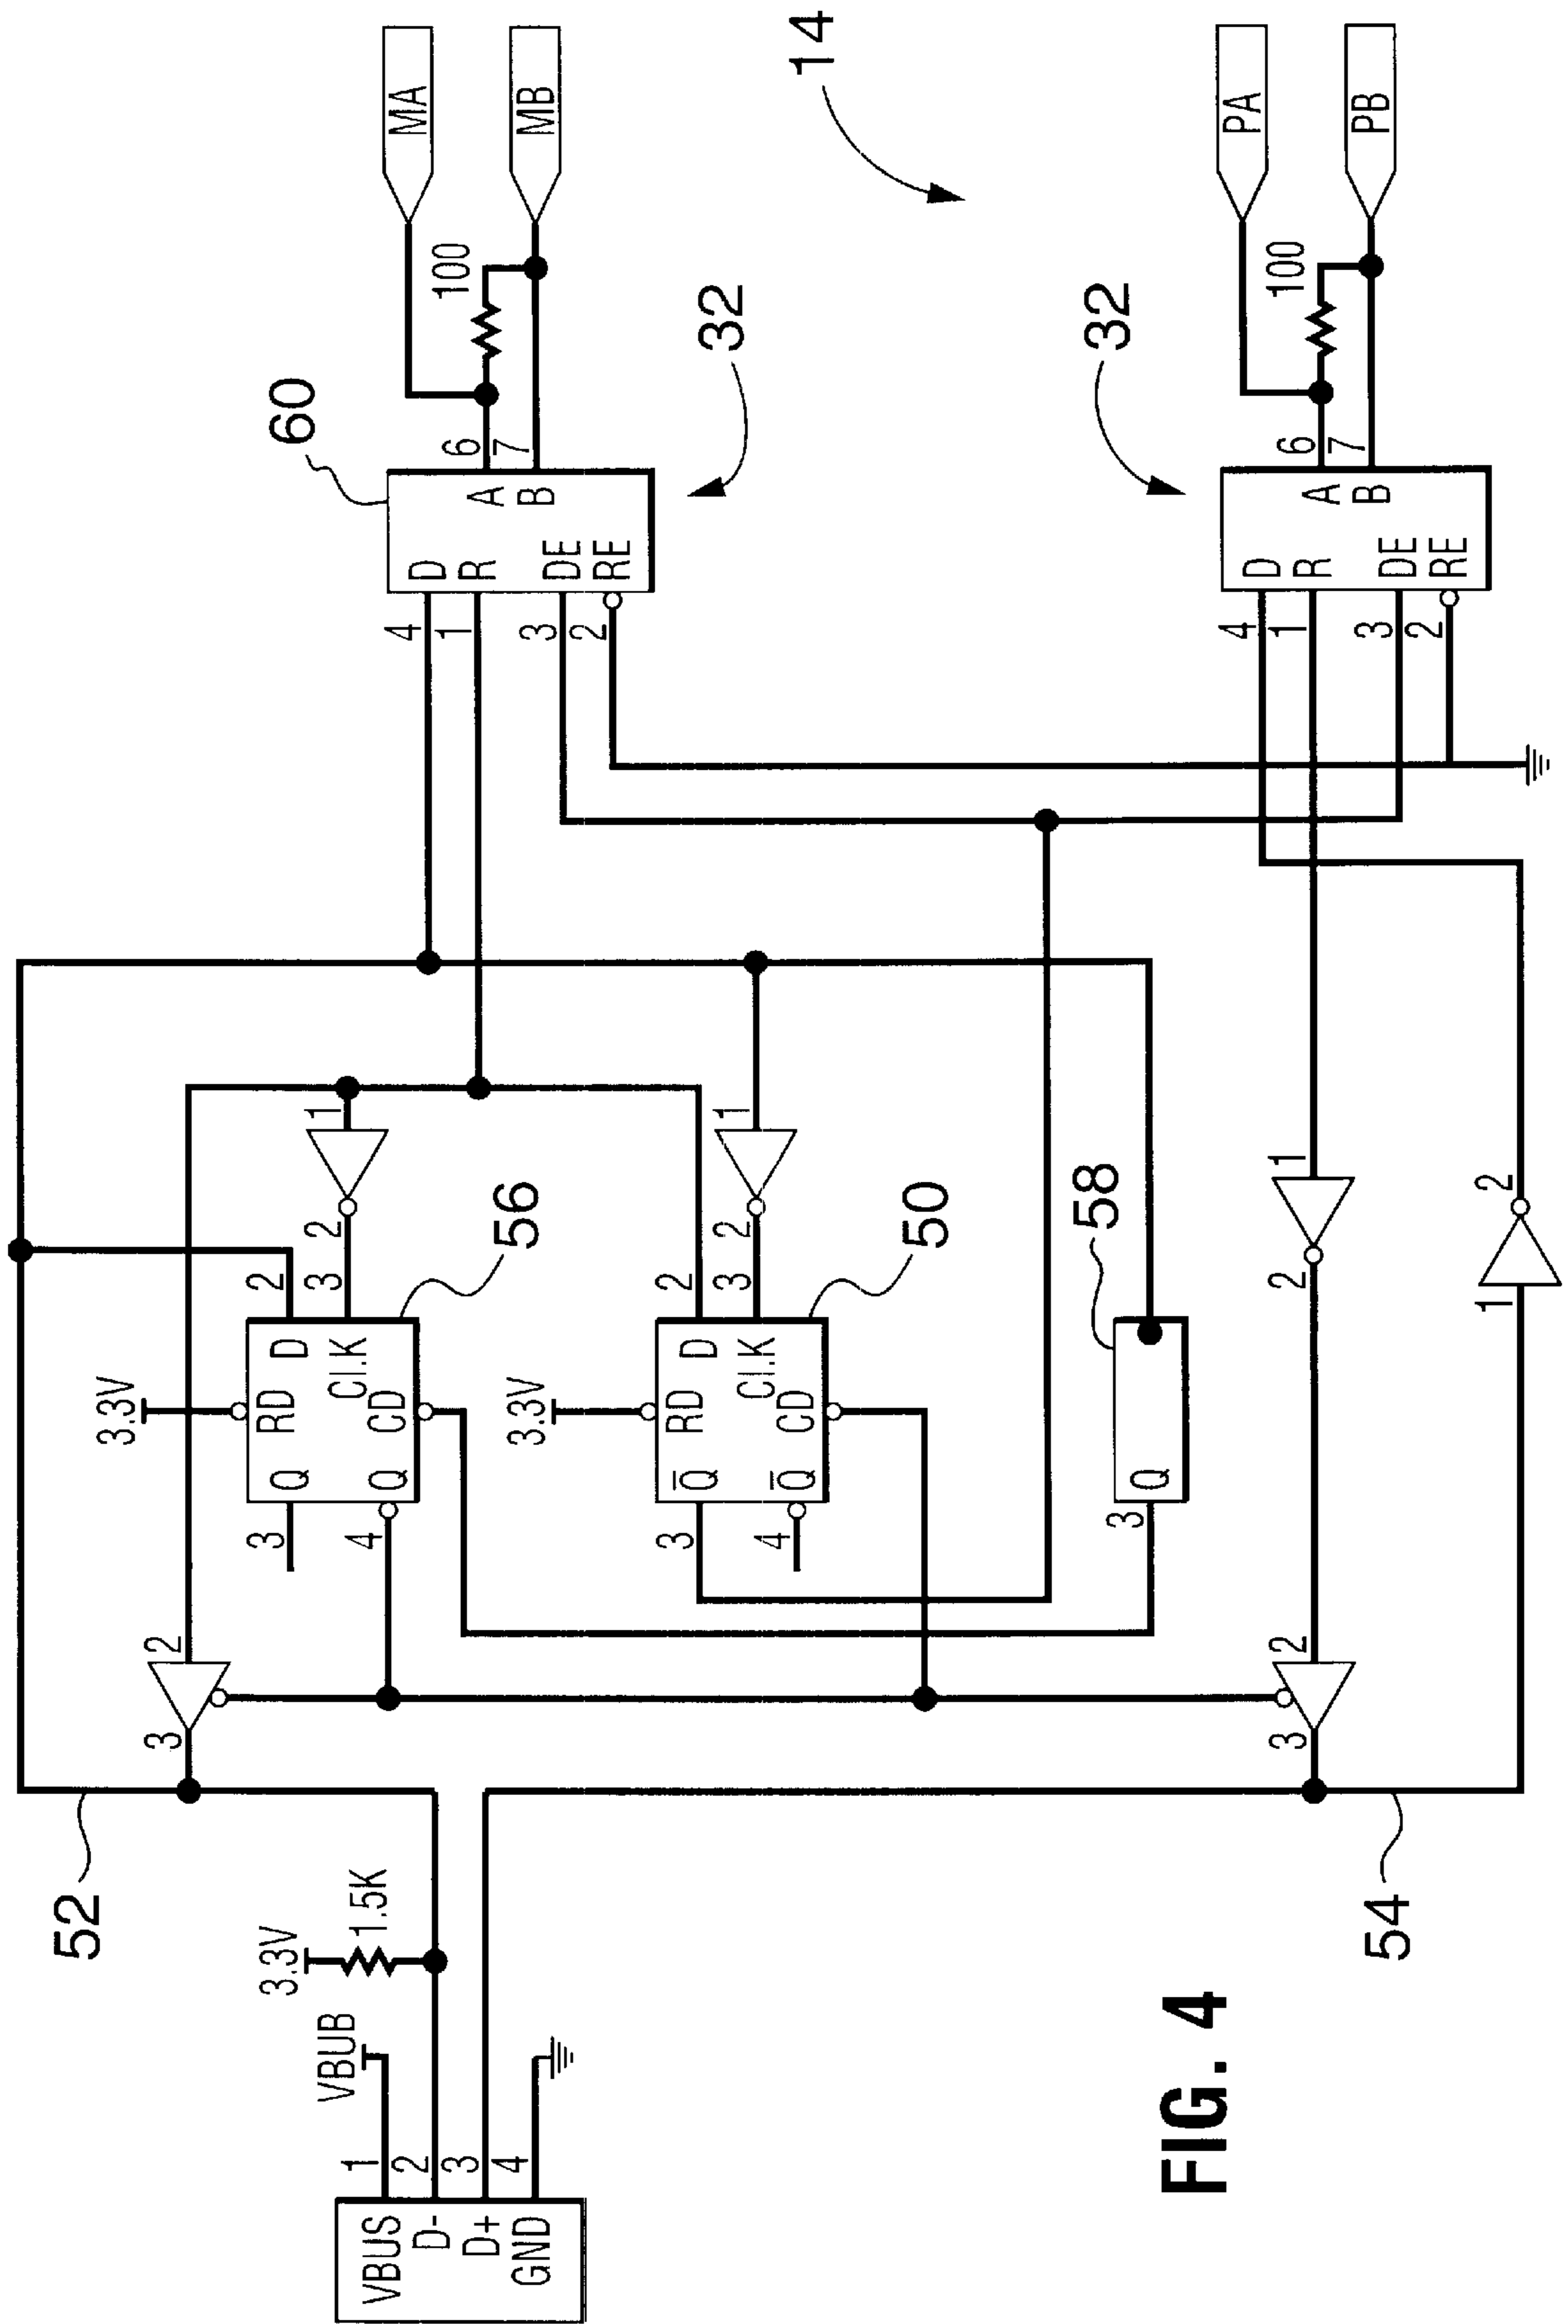 VBUS
D-
D+
GND
1
2
3
4
VBUB
3.3V
1.5K
52
54
3
2
3
2
3.3V
RD
D
CI.K
CD
Q
Q
3
4
2
3
2
1
56
3.3V
RD
D
CI.K
CD
Q̅
Q̅
3
4
2
3
2
1
50
Q
3
58
2
1
1
2
4
1
3
2
D
R
DE
RE
A
B
6
7
60
32
100
MA
MB
14
4
1
3
2
D
R
DE
RE
A
B
6
7
32
100
PA
PB
FIG. 4